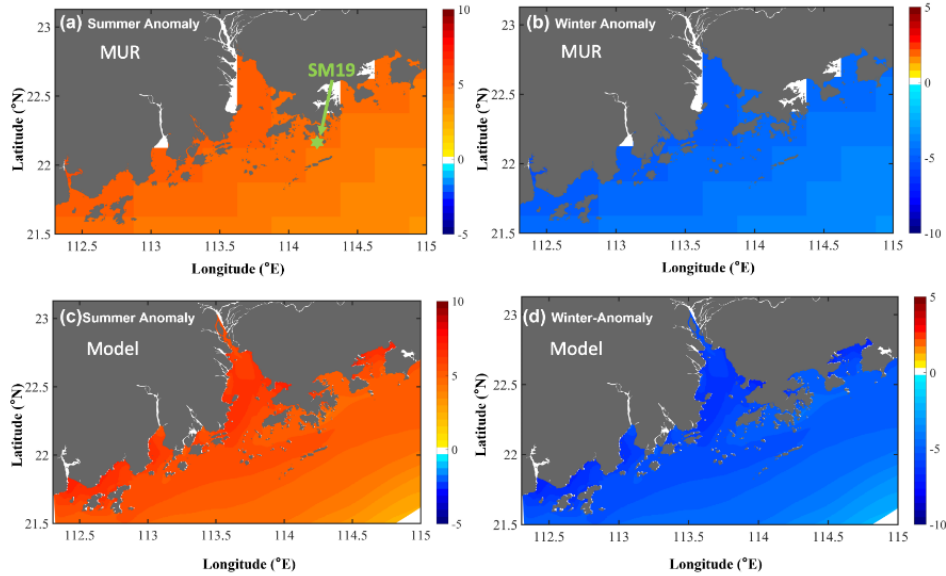 (a) Summer Anomaly
MUR
SM19
Latitude (°N)
23
22.5
22
21.5
112.5 113 113.5 114 114.5 115
Longitude (°E)
10
5
0
-5
(b) Winter Anomaly
MUR
Latitude (°N)
23
22.5
22
21.5
112.5 113 113.5 114 114.5 115
Longitude (°E)
5
0
-5
-10
(c) Summer Anomaly
Model
Latitude (°N)
23
22.5
22
21.5
112.5 113 113.5 114 114.5 115
Longitude (°E)
10
5
0
-5
(d) Winter-Anomaly
Model
Latitude (°N)
23
22.5
22
21.5
112.5 113 113.5 114 114.5 115
Longitude (°E)
5
0
-5
-10